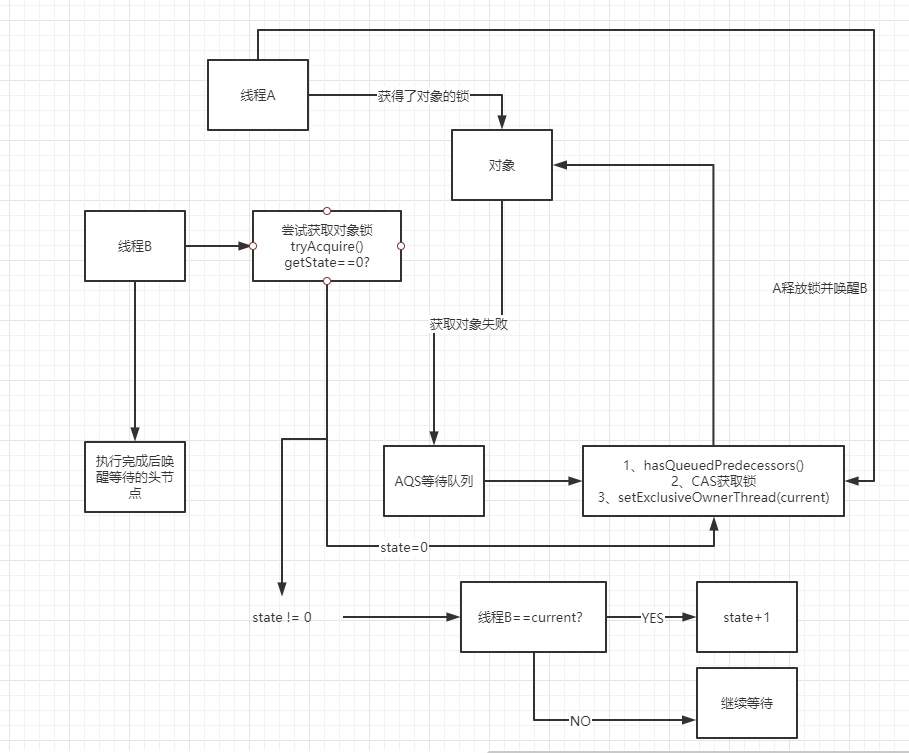 线程A
获得了对象的锁
对象
线程B
尝试获取对象锁
tryAcquire()
getState==0?
A释放锁并唤醒B
获取对象失败
执行完成后唤
醒等待的头节
点
AQS等待队列
1、hasQueuedPredecessors()
2、CAS获取锁
3、setExclusiveOwnerThread(current)
state=0
state != 0
线程B==current?
YES
state+1
继续等待
NO